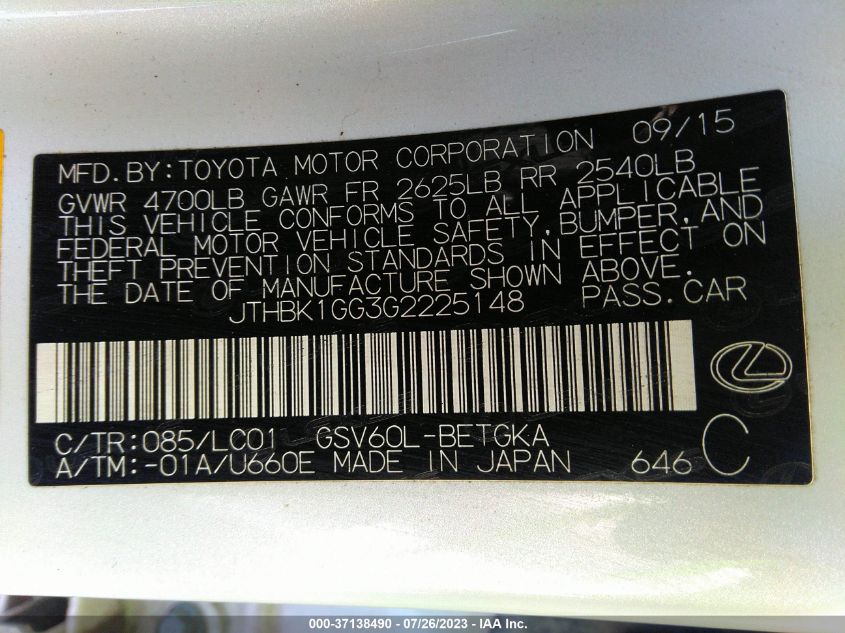 MFD.BY:TOYOTA MOTOR CORPORATION 09/15
GVWR 4700LB GAWR FR 2625LB RR 2540LB
THIS VEHICLE CONFORMS TO ALL APPLICABLE
FEDERAL MOTOR VEHICLE SAFETY,BUMPER,AND
THEFT PREVENTION STANDARDS IN EFFECT ON
THE DATE OF MANUFACTURE SHOWN ABOVE.
JTHBK1GG3G2225148 PASS.CAR
C/TR:085/LC01 GSV60L-BETGKA C
A/TM:-01A/U660E MADE IN JAPAN 646
000-37138490 - 07/26/2023 - IAA Inc.